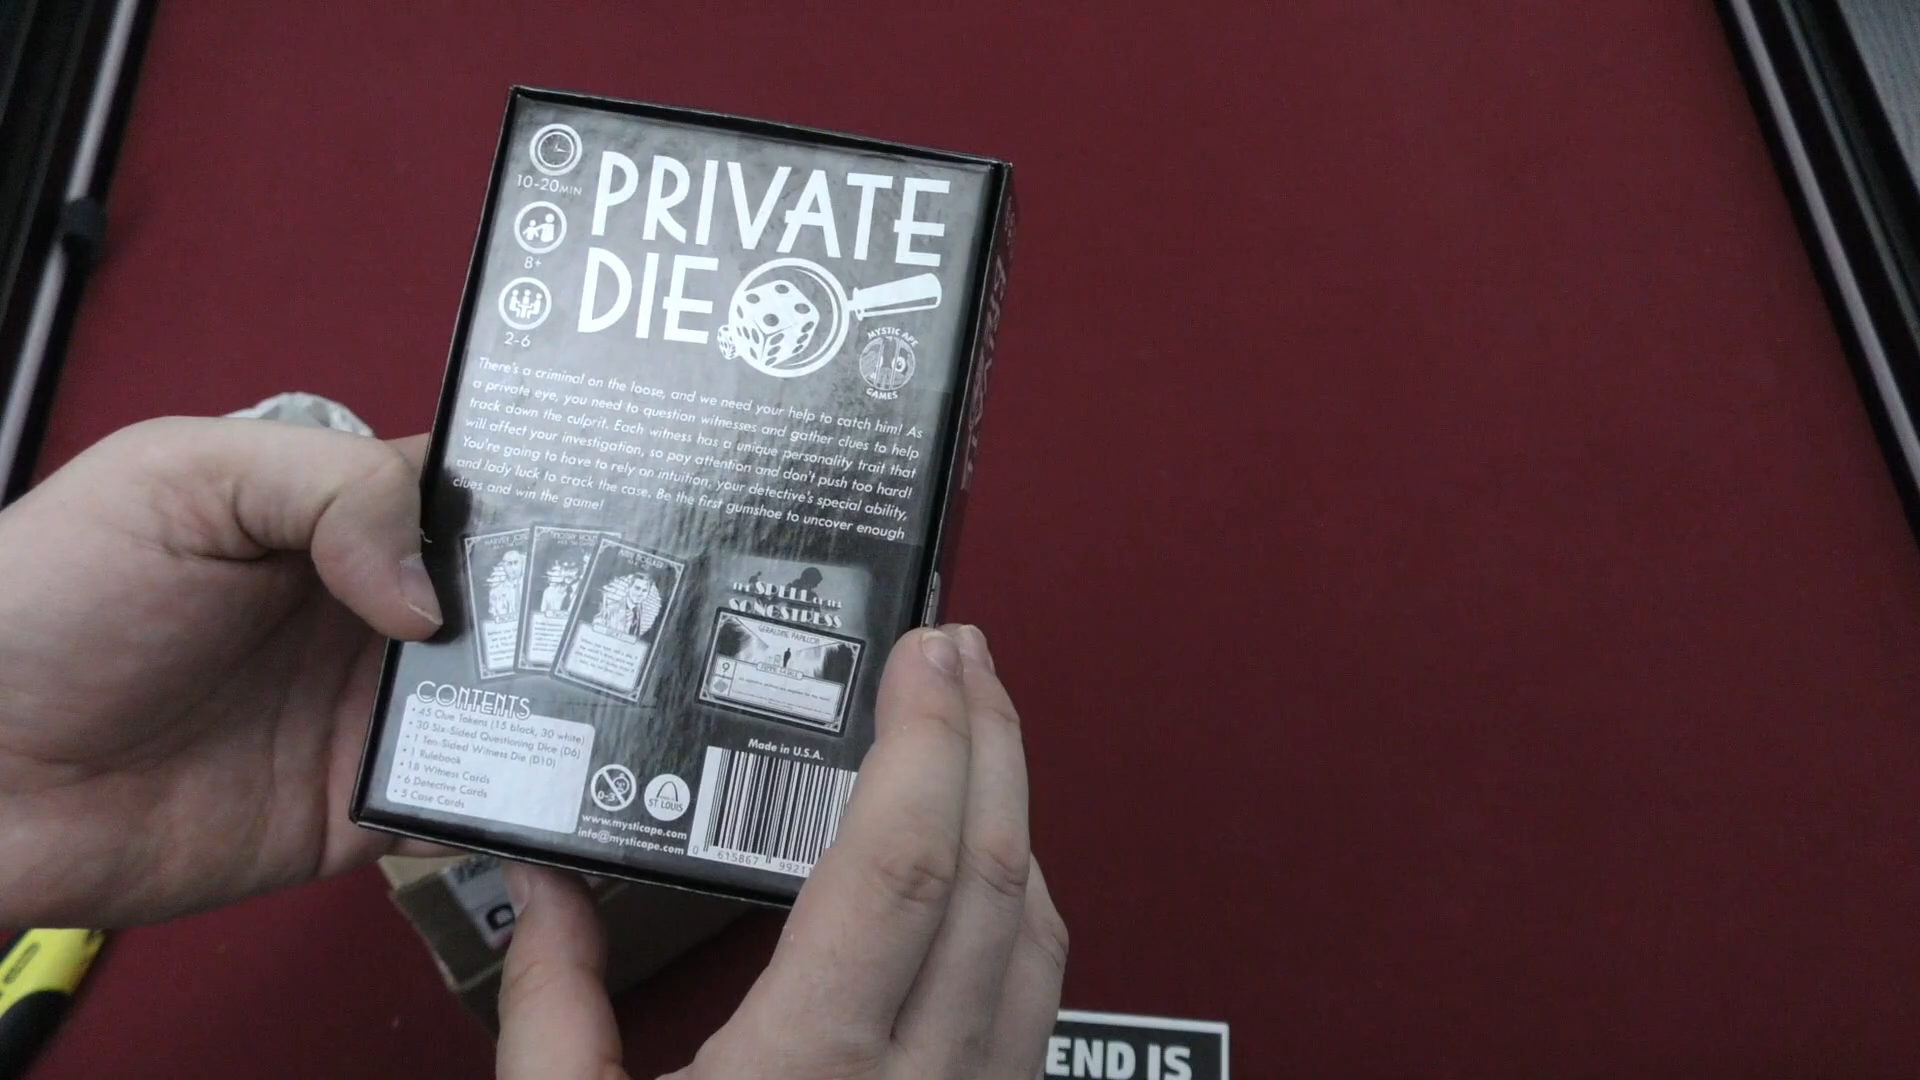 10-20MIN
8+
2-6
PRIVATE
DIE
MYSTIC APE
GAMES
There's a criminal on the loose, and we need your help to catch him! As
a private eye, you need to question witnesses and gather clues to help
track down the culprit. Each witness has a unique personality trait that
will affect your investigation, so pay attention and don't push too hard!
You're going to have to rely on intuition, your detective's special ability,
and lady luck to crack the case. Be the first gumshoe to uncover enough
clues and win the game!
THE SPELL OF THE
SONGSTRESS
GERALDINE PAPILLON
9
CONTENTS
• 45 Clue Tokens (15 black, 30 white)
• 30 Six-Sided Questioning Dice (D6)
• 1 Ten-Sided Witness Die (D10)
• 1 Rulebook
• 18 Witness Cards
• 6 Detective Cards
• 5 Case Cards
0-3
ST. LOUIS
www.mysticape.com
info@mysticape.com
Made in U.S.A.
0 615867 9921
END IS